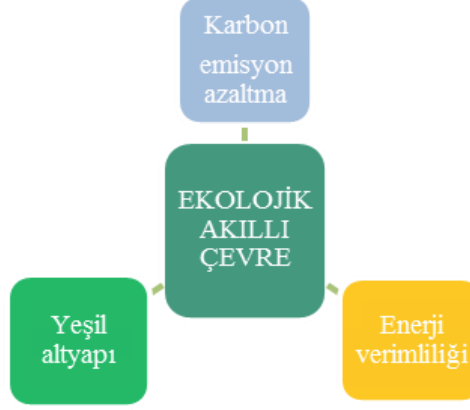 Karbon
emisyon
azaltma
EKOLOJİK
AKILLI
ÇEVRE
Yeşil
altyapı
Enerji
verimliliği